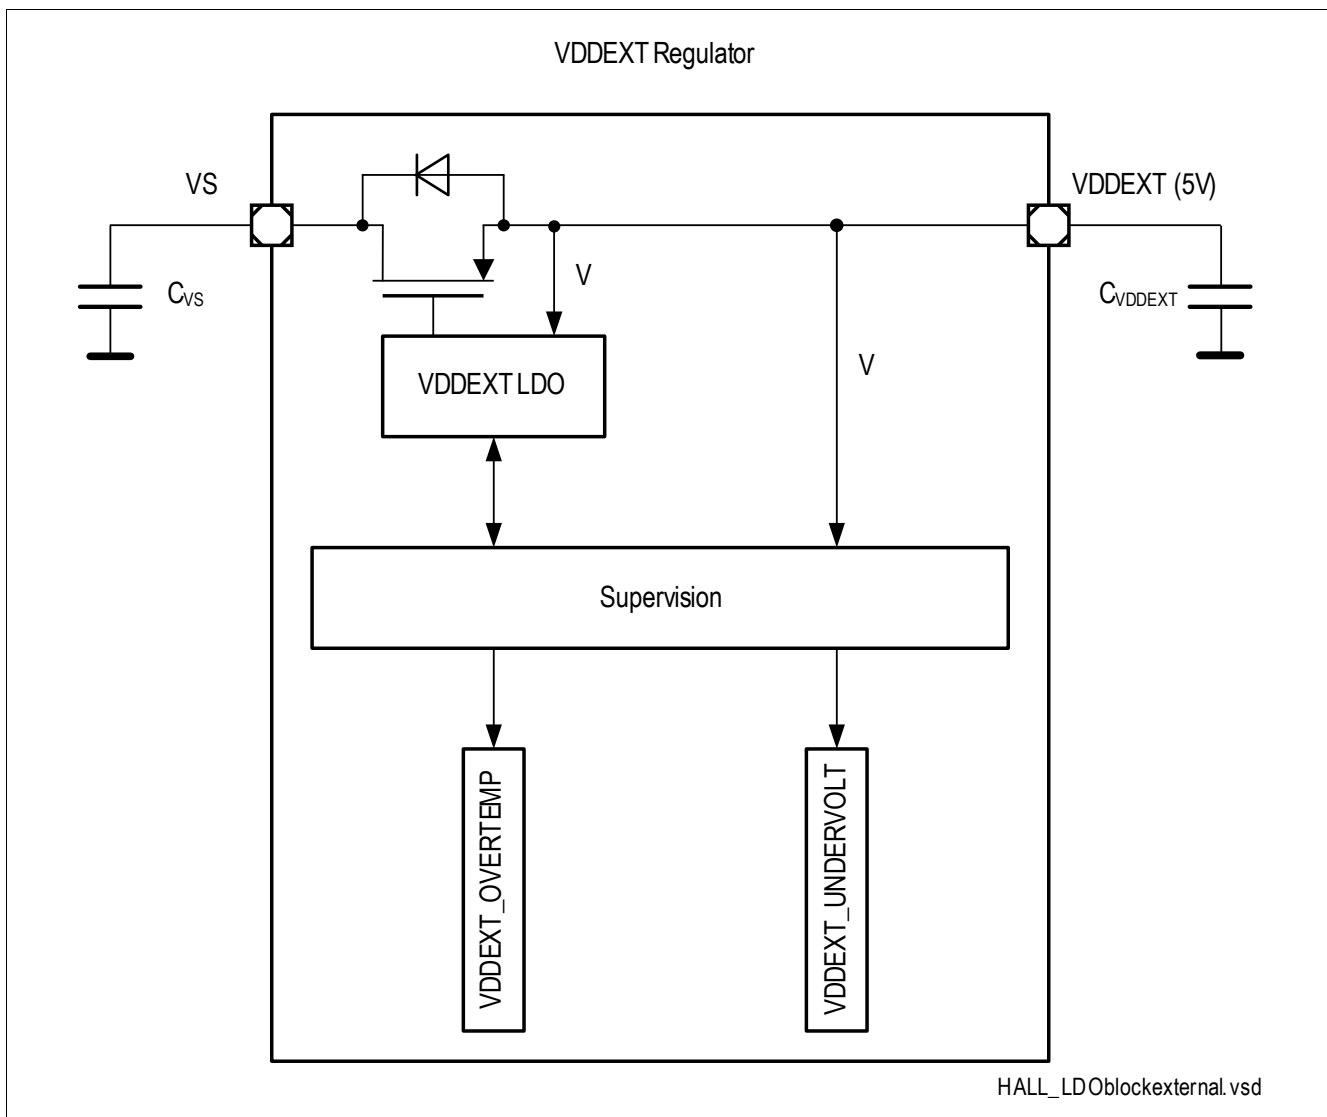 VDDEXT Regulator
VS
VDDEXT (5V)
V
CVS
CVDDEXT
V
VDDEXT LDO
Supervision
VDDEXT_OVERTEMP
VDDEXT_UNDERVOLT
HALL_LDOblockexternal.vsd